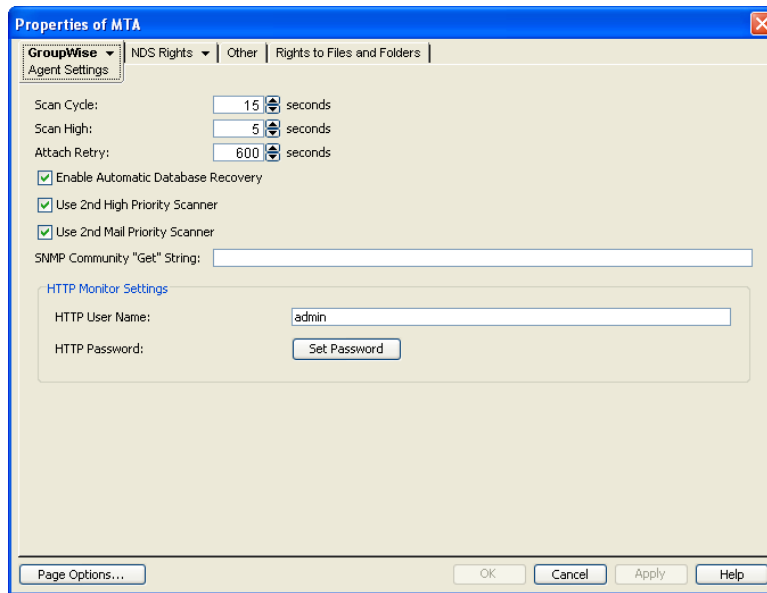 Properties of MTA
GroupWise NDS Rights Other Rights to Files and Folders
Agent Settings
Scan Cycle: 15 seconds
Scan High: 5 seconds
Attach Retry: 600 seconds
Enable Automatic Database Recovery
Use 2nd High Priority Scanner
Use 2nd Mail Priority Scanner
SNMP Community "Get" String:
HTTP Monitor Settings
HTTP User Name: admin
HTTP Password: Set Password
Page Options... OK Cancel Apply Help